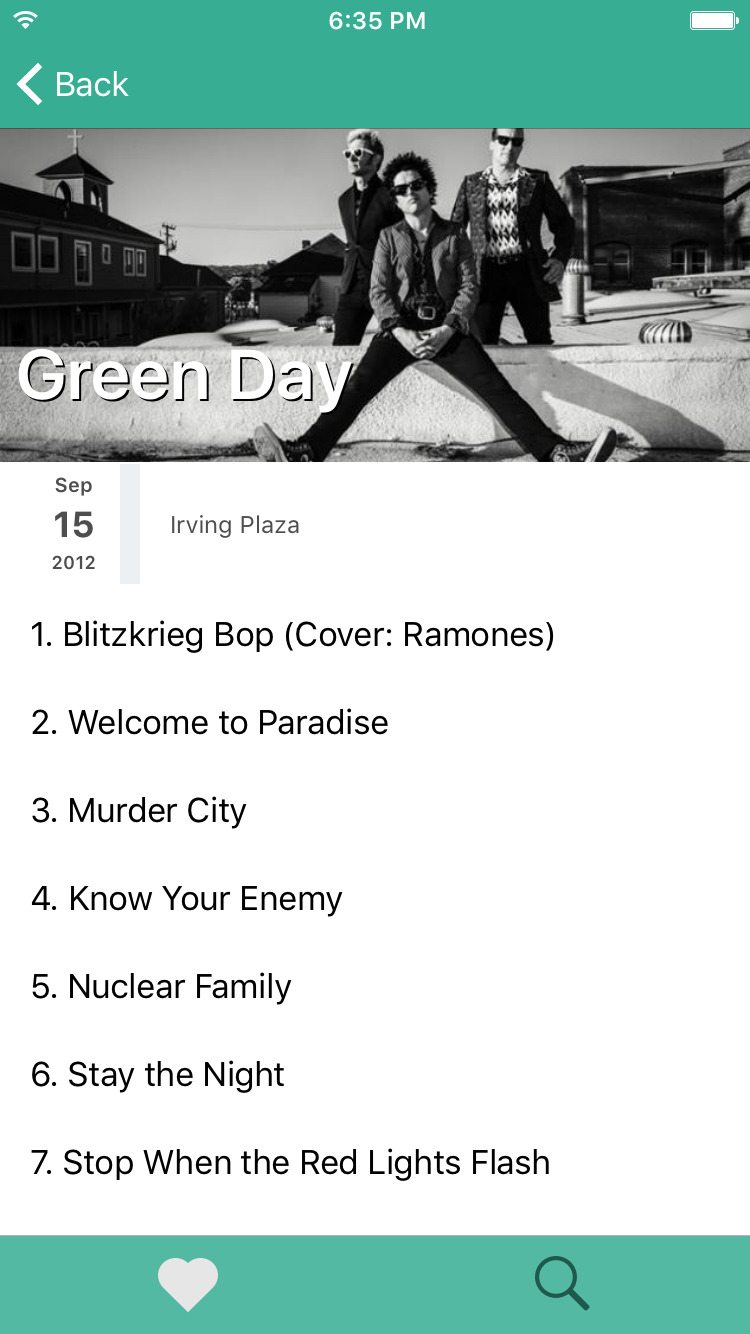 6:35 PM
Back
Green Day
Sep
15
2012
Irving Plaza
1. Blitzkrieg Bop (Cover: Ramones)
2. Welcome to Paradise
3. Murder City
4. Know Your Enemy
5. Nuclear Family
6. Stay the Night
7. Stop When the Red Lights Flash